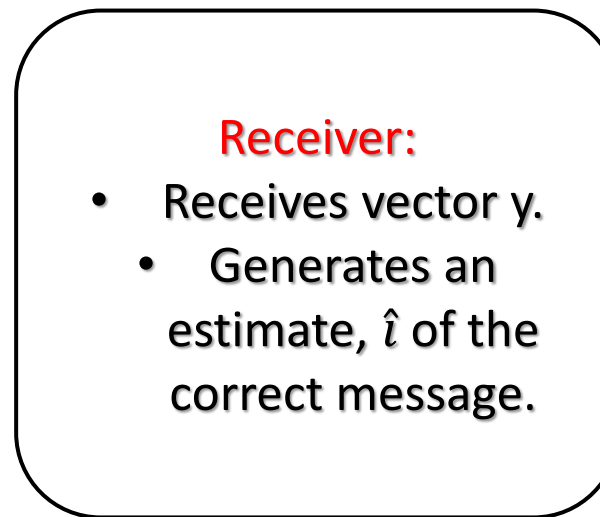 Receiver:
• Receives vector y.
• Generates an
estimate, î of the
correct message.